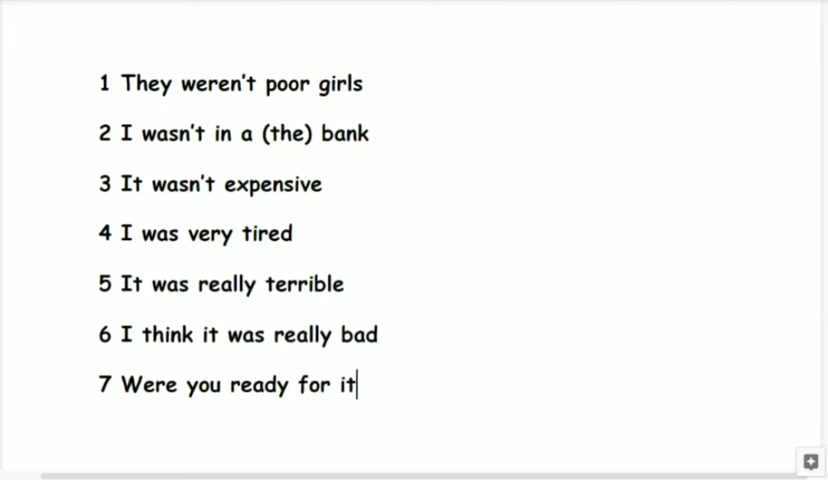 1 They weren't poor girls
2 I wasn't in a (the) bank
3 It wasn't expensive
4 I was very tired
5 It was really terrible
6 I think it was really bad
7 Were you ready for it